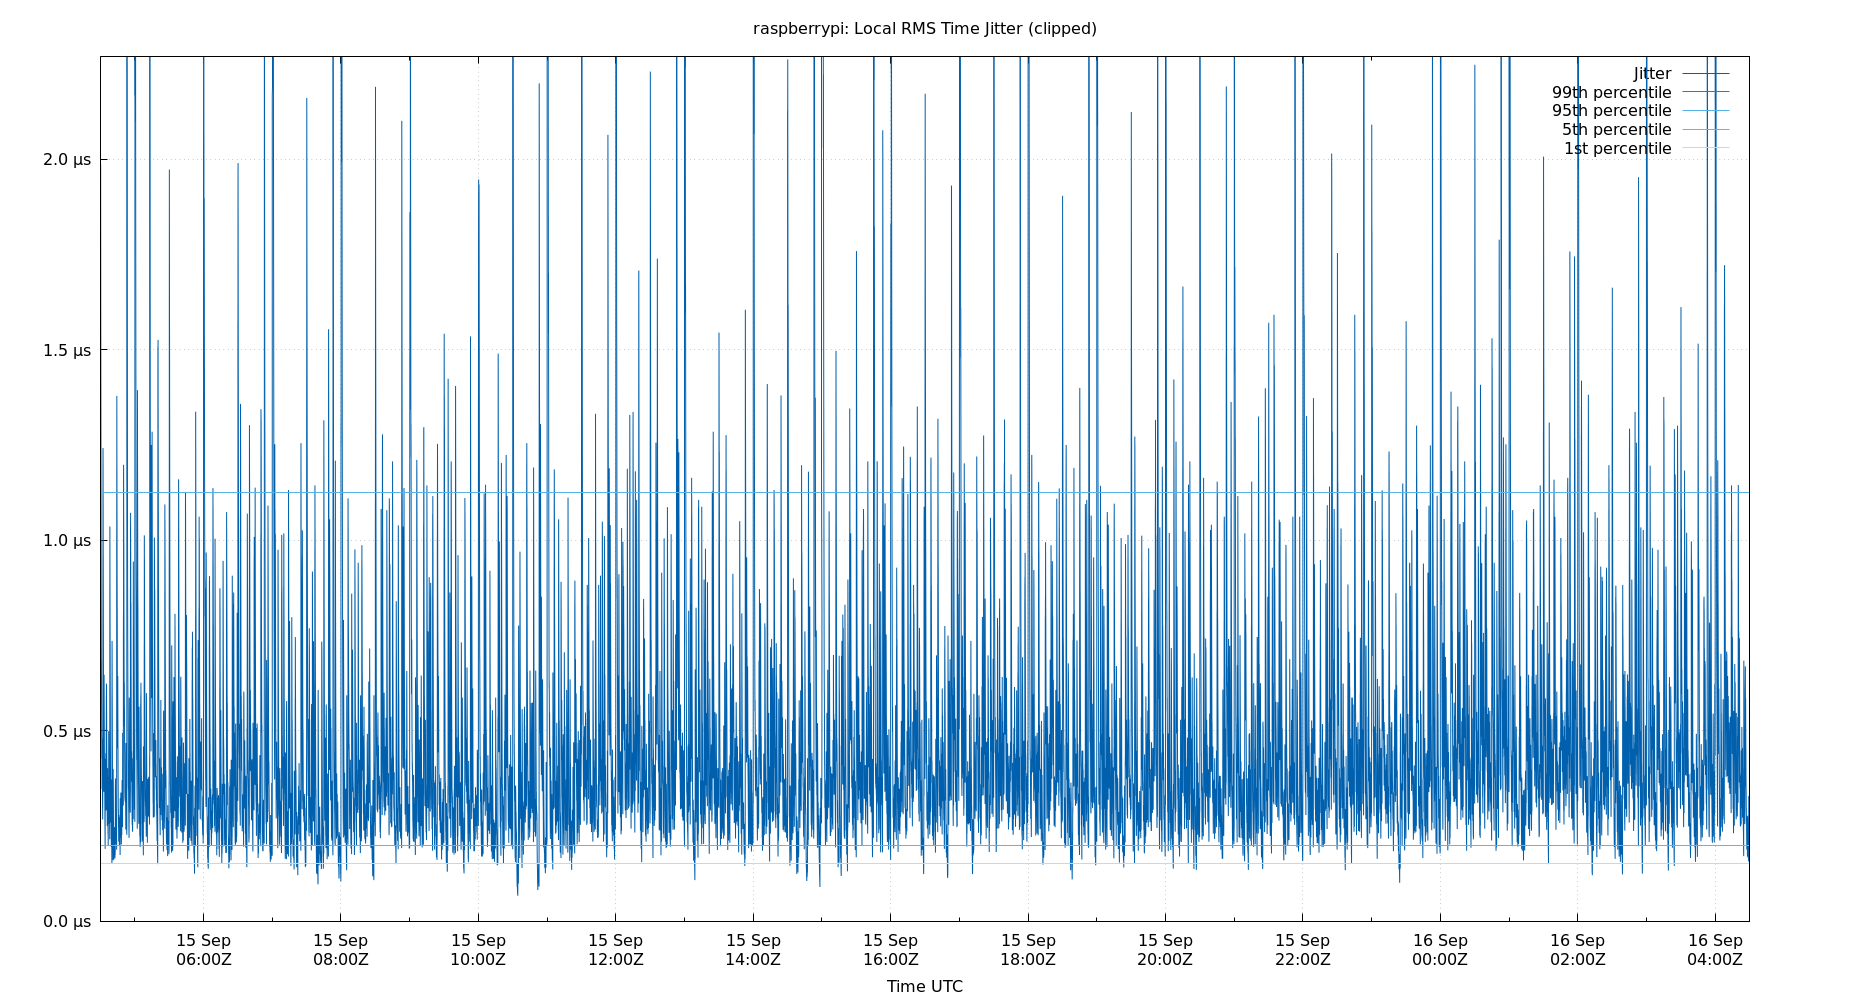 raspberrypi: Local RMS Time Jitter (clipped)
Jitter
99th percentile
95th percentile
5th percentile
1st percentile
2.0 µs
1.5 µs
1.0 µs
0.5 µs
0.0 µs
15 Sep 15 Sep 15 Sep 15 Sep 15 Sep 15 Sep 15 Sep 15 Sep 15 Sep 16 Sep 16 Sep 16 Sep
06:00Z 08:00Z 10:00Z 12:00Z 14:00Z 16:00Z 18:00Z 20:00Z 22:00Z 00:00Z 02:00Z 04:00Z
Time UTC